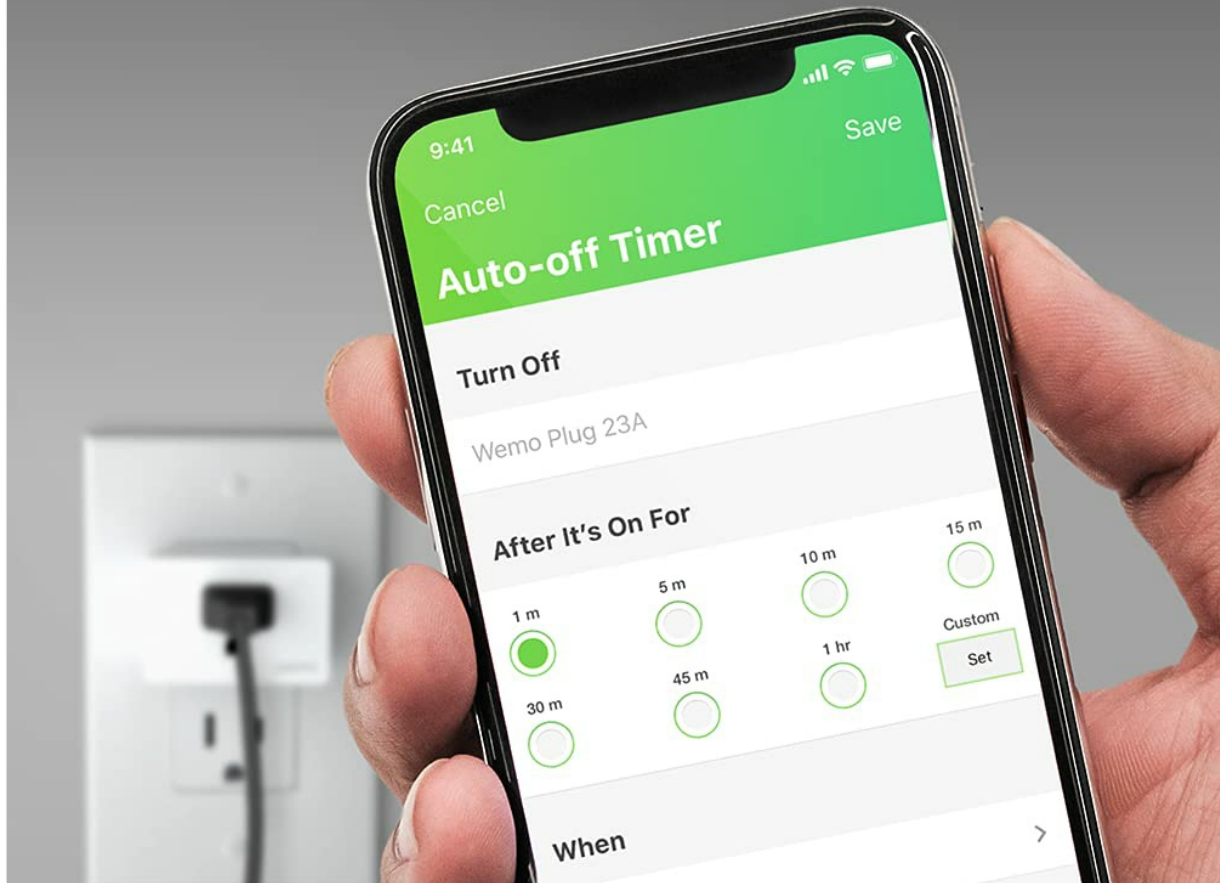 9:41
Cancel
Save
Auto-off Timer
Turn Off
Wemo Plug 23A
After It's On For
1 m
5 m
10 m
15 m
30 m
45 m
1 hr
Custom
Set
When